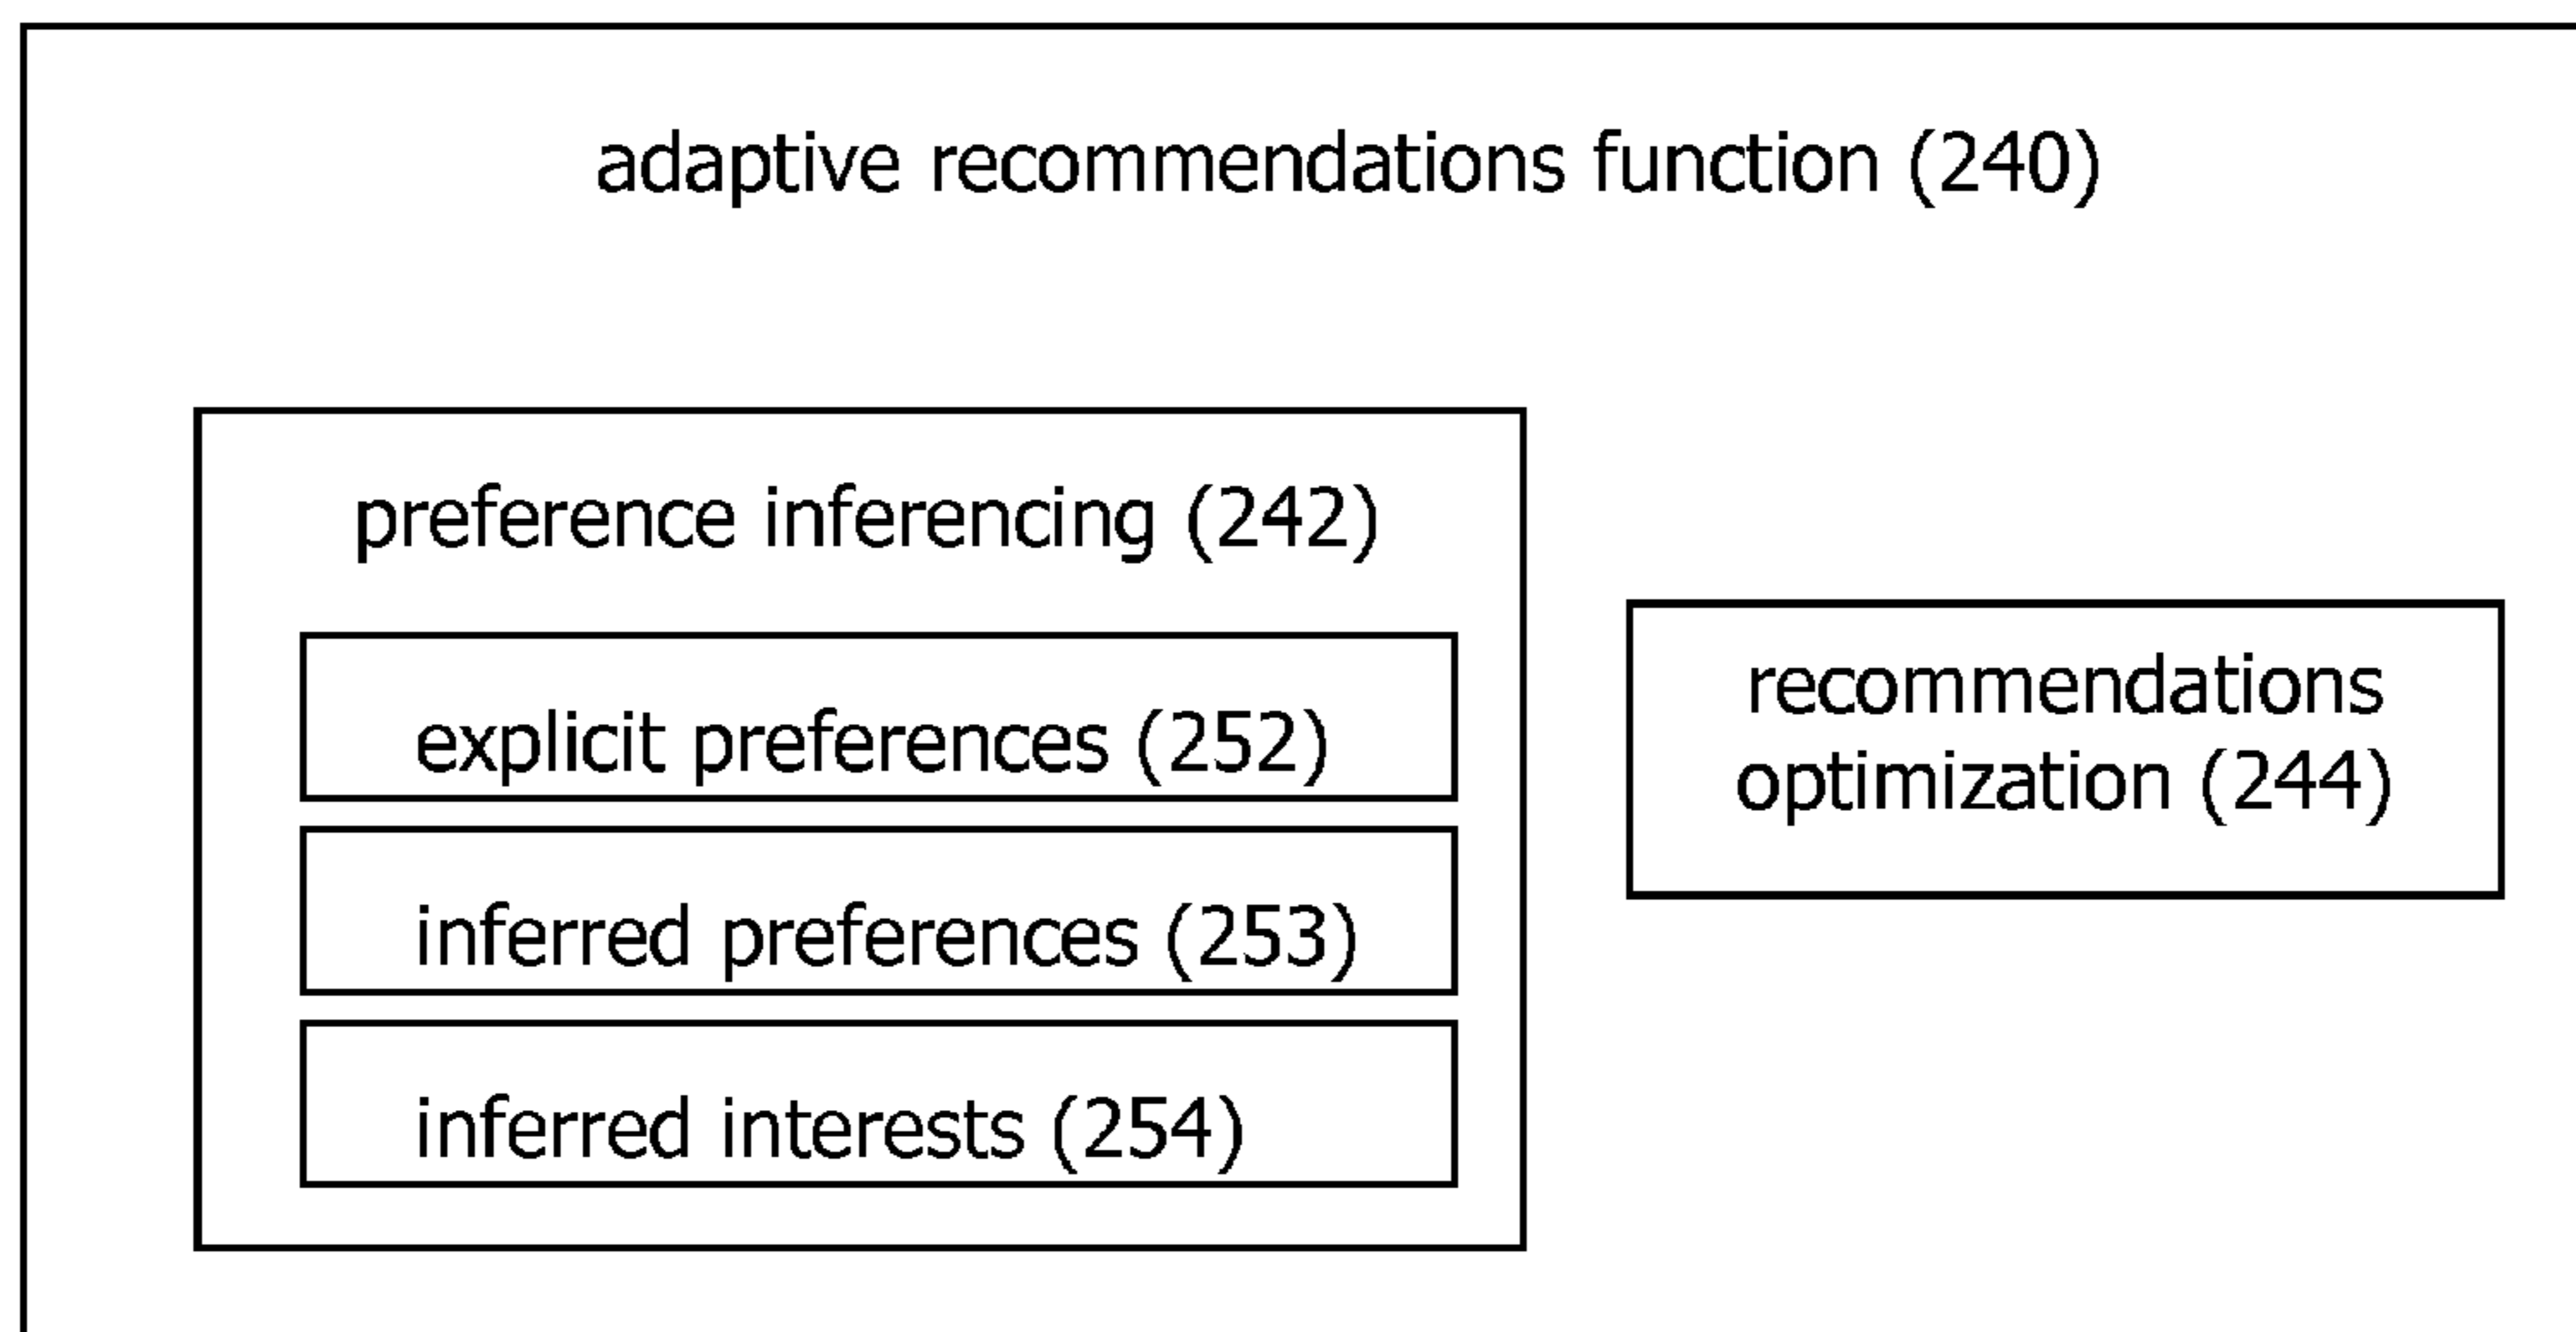 adaptive recommendations function (240)
preference inferencing (242)
explicit preferences (252)
inferred preferences (253)
inferred interests (254)
recommendations
optimization (244)